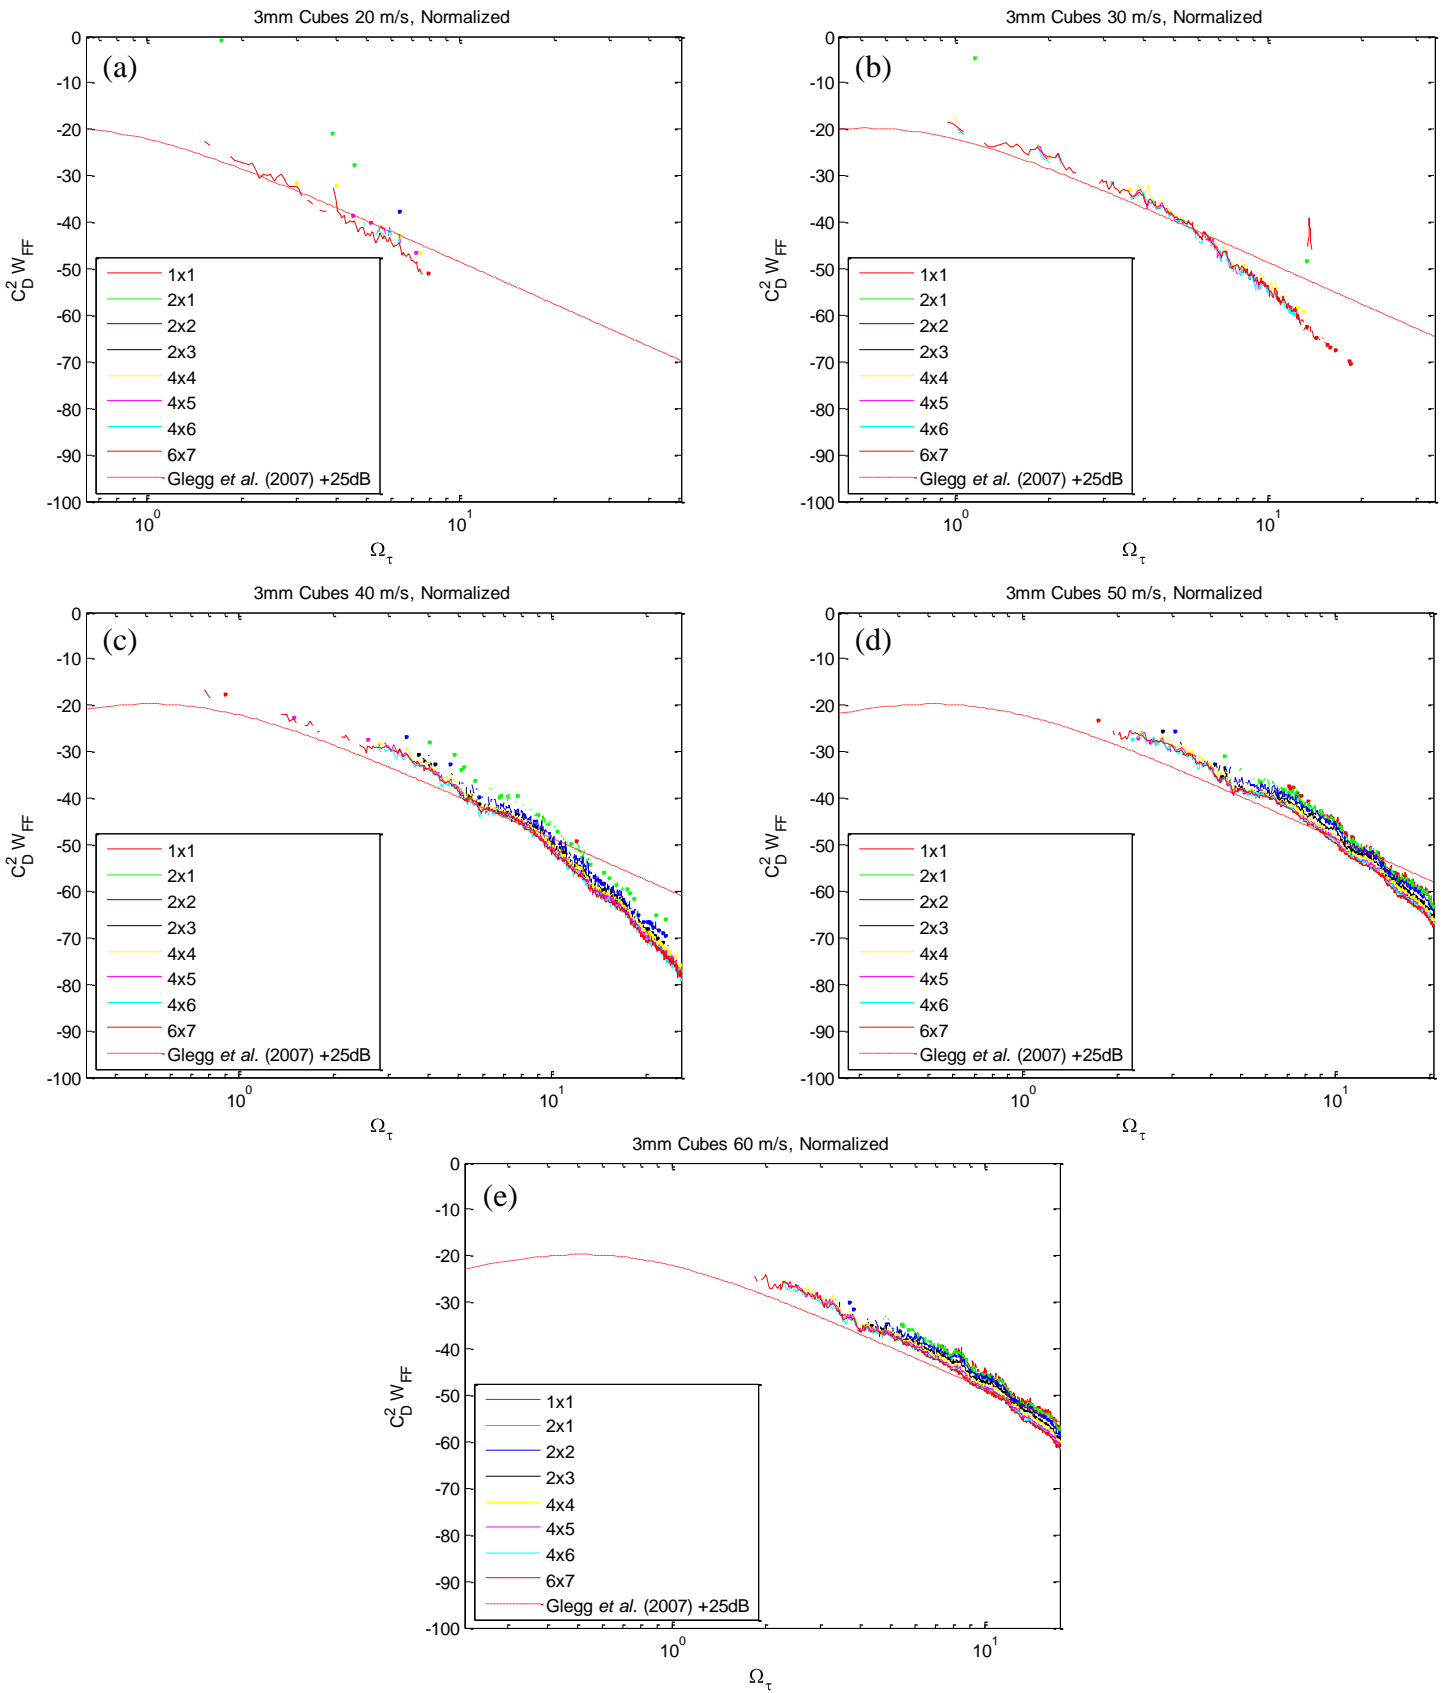 3mm Cubes 20 m/s, Normalized
(a)
0
-10
-20
-30
-40
-50
-60
-70
-80
-90
-100
C_D^2 W_FF
1x1
2x1
2x2
2x3
4x4
4x5
4x6
6x7
Glegg et al. (2007) +25dB
10^0
10^1
Ω_τ
3mm Cubes 30 m/s, Normalized
(b)
0
-10
-20
-30
-40
-50
-60
-70
-80
-90
-100
C_D^2 W_FF
1x1
2x1
2x2
2x3
4x4
4x5
4x6
6x7
Glegg et al. (2007) +25dB
10^0
10^1
Ω_τ
3mm Cubes 40 m/s, Normalized
(c)
0
-10
-20
-30
-40
-50
-60
-70
-80
-90
-100
C_D^2 W_FF
1x1
2x1
2x2
2x3
4x4
4x5
4x6
6x7
Glegg et al. (2007) +25dB
10^0
10^1
Ω_τ
3mm Cubes 50 m/s, Normalized
(d)
0
-10
-20
-30
-40
-50
-60
-70
-80
-90
-100
C_D^2 W_FF
1x1
2x1
2x2
2x3
4x4
4x5
4x6
6x7
Glegg et al. (2007) +25dB
10^0
10^1
Ω_τ
3mm Cubes 60 m/s, Normalized
(e)
0
-10
-20
-30
-40
-50
-60
-70
-80
-90
-100
C_D^2 W_FF
1x1
2x1
2x2
2x3
4x4
4x5
4x6
6x7
Glegg et al. (2007) +25dB
10^0
10^1
Ω_τ